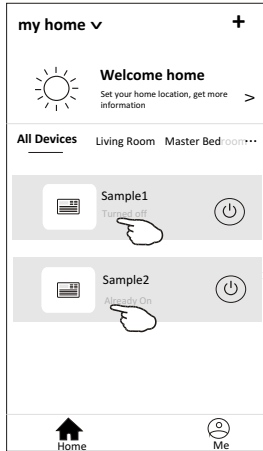 my home
Welcome home
Set your home location, get more
information
All Devices Living Room Master Bedroom
Sample1
Turned off
Sample2
Already On
Home Me